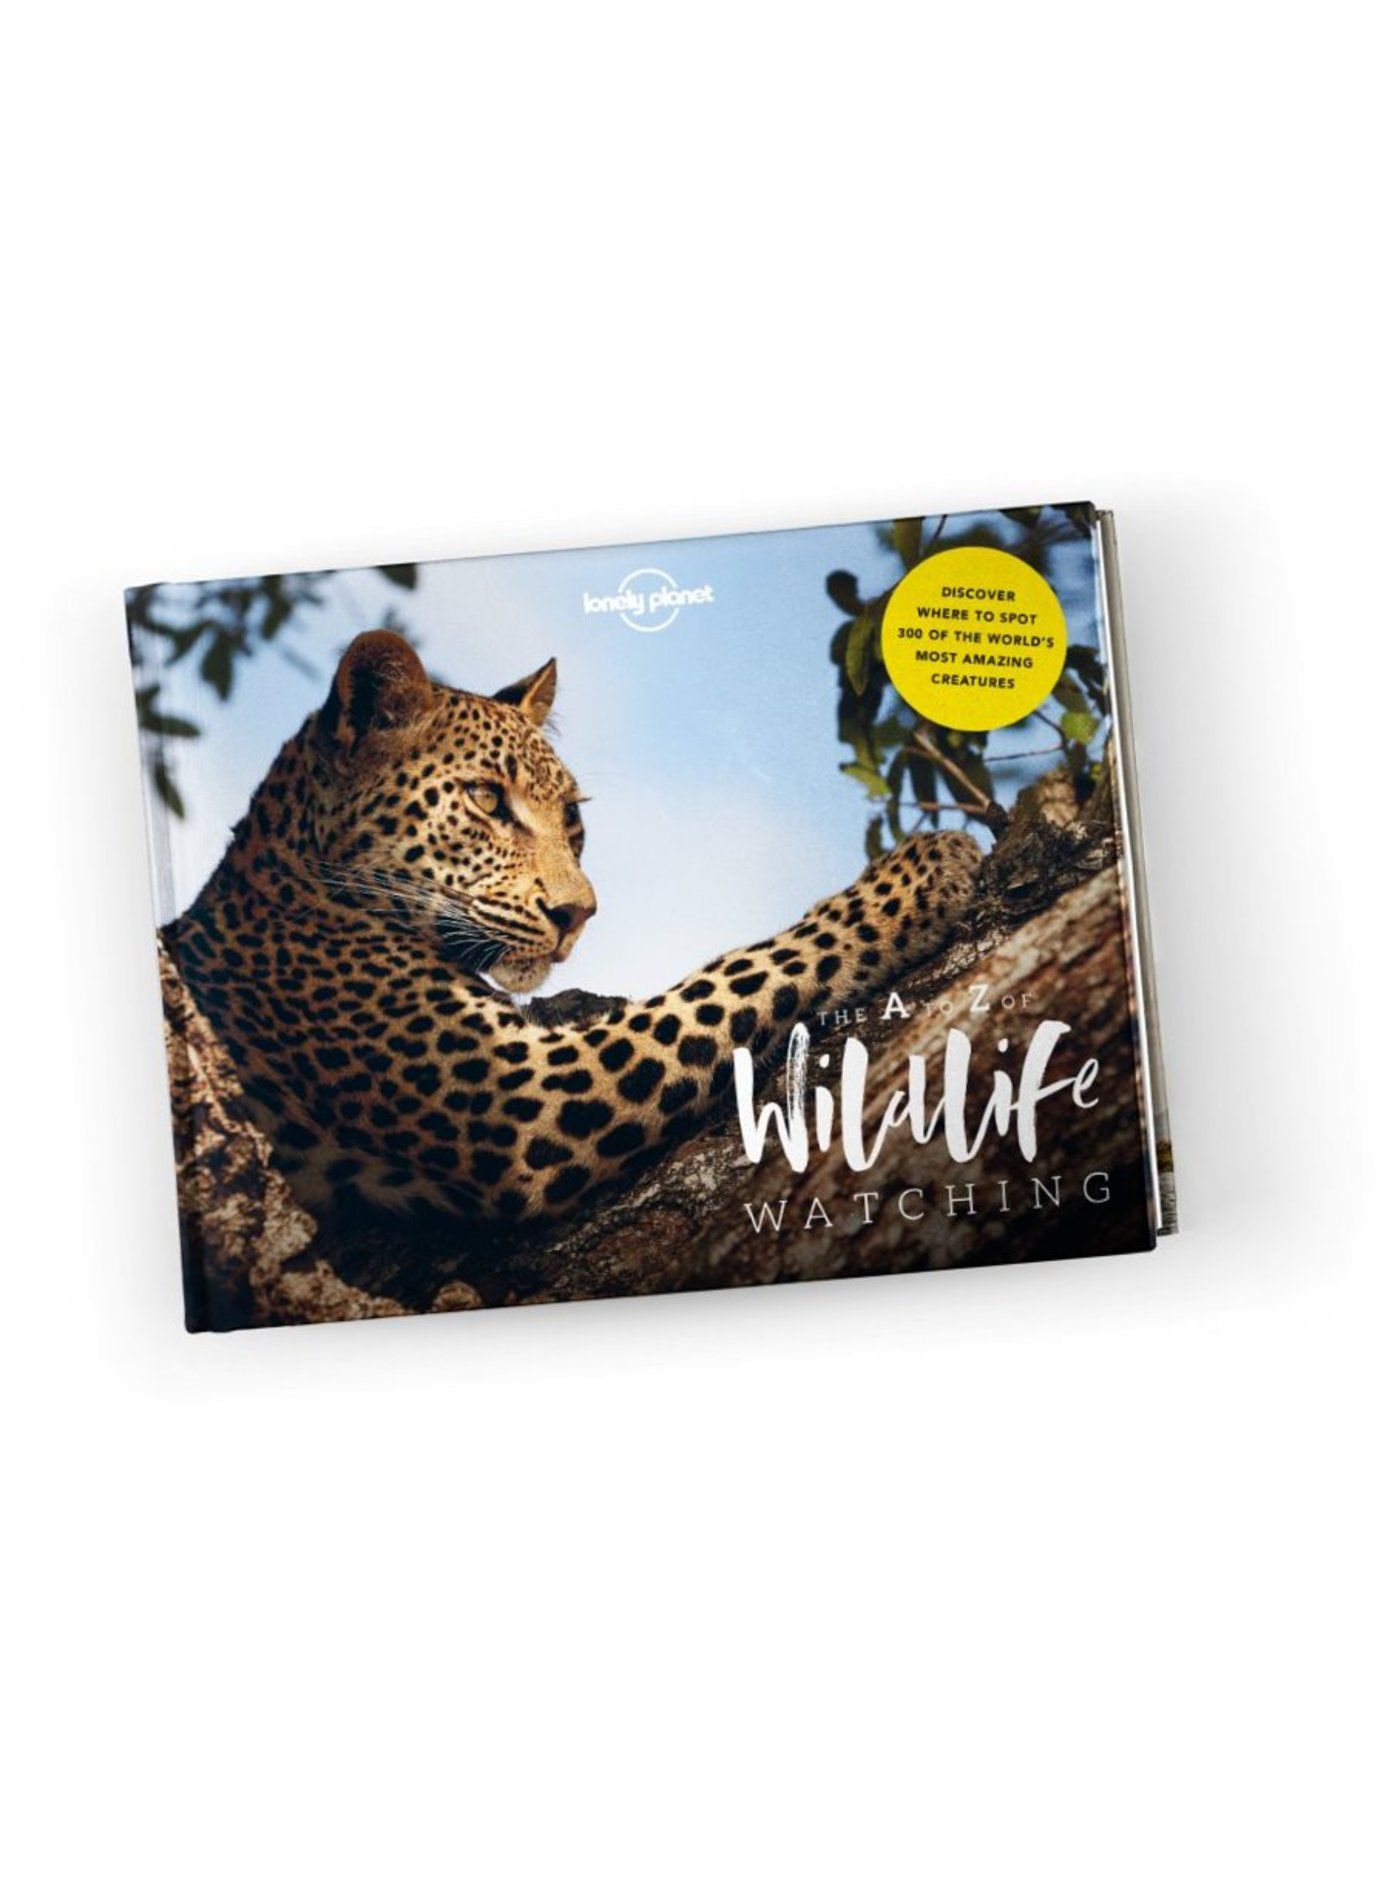 lonely planet
DISCOVER
WHERE TO SPOT
300 OF THE WORLD'S
MOST AMAZING
CREATURES
THE A TO Z OF
Wildlife
WATCHING